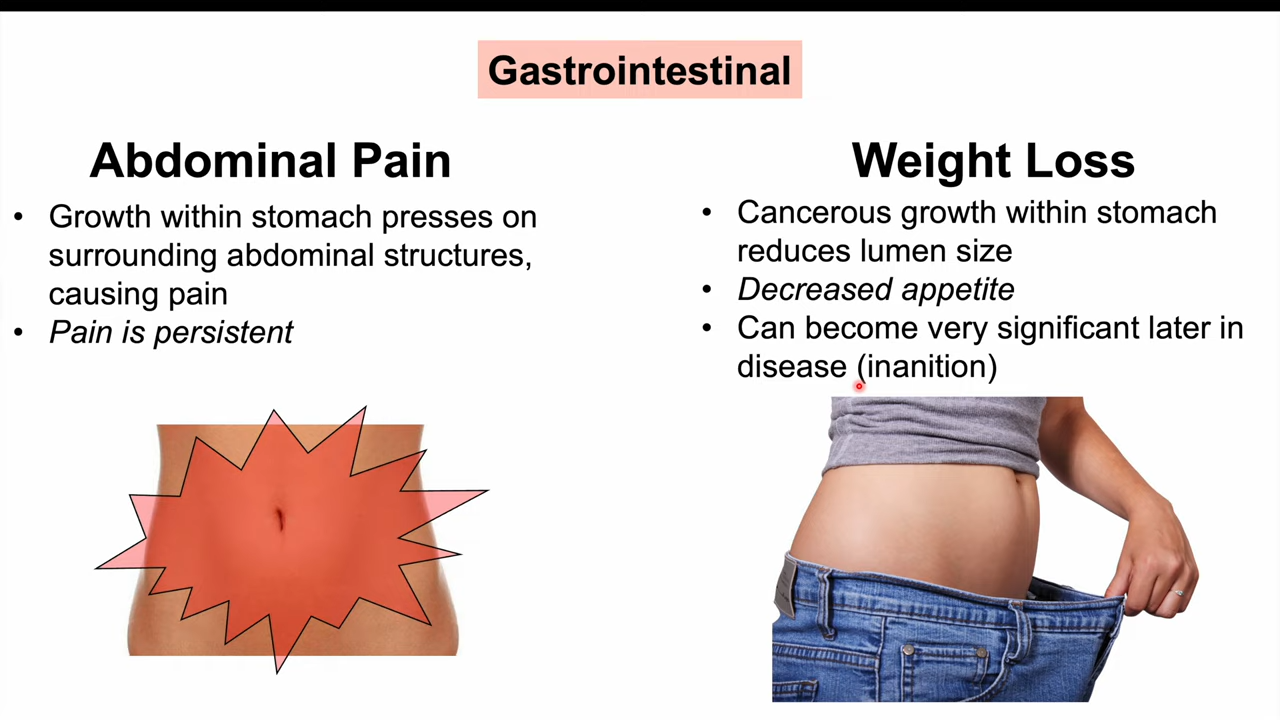 Gastrointestinal
Abdominal Pain
• Growth within stomach presses on
surrounding abdominal structures,
causing pain
• Pain is persistent
Weight Loss
• Cancerous growth within stomach
reduces lumen size
• Decreased appetite
• Can become very significant later in
disease (inanition)